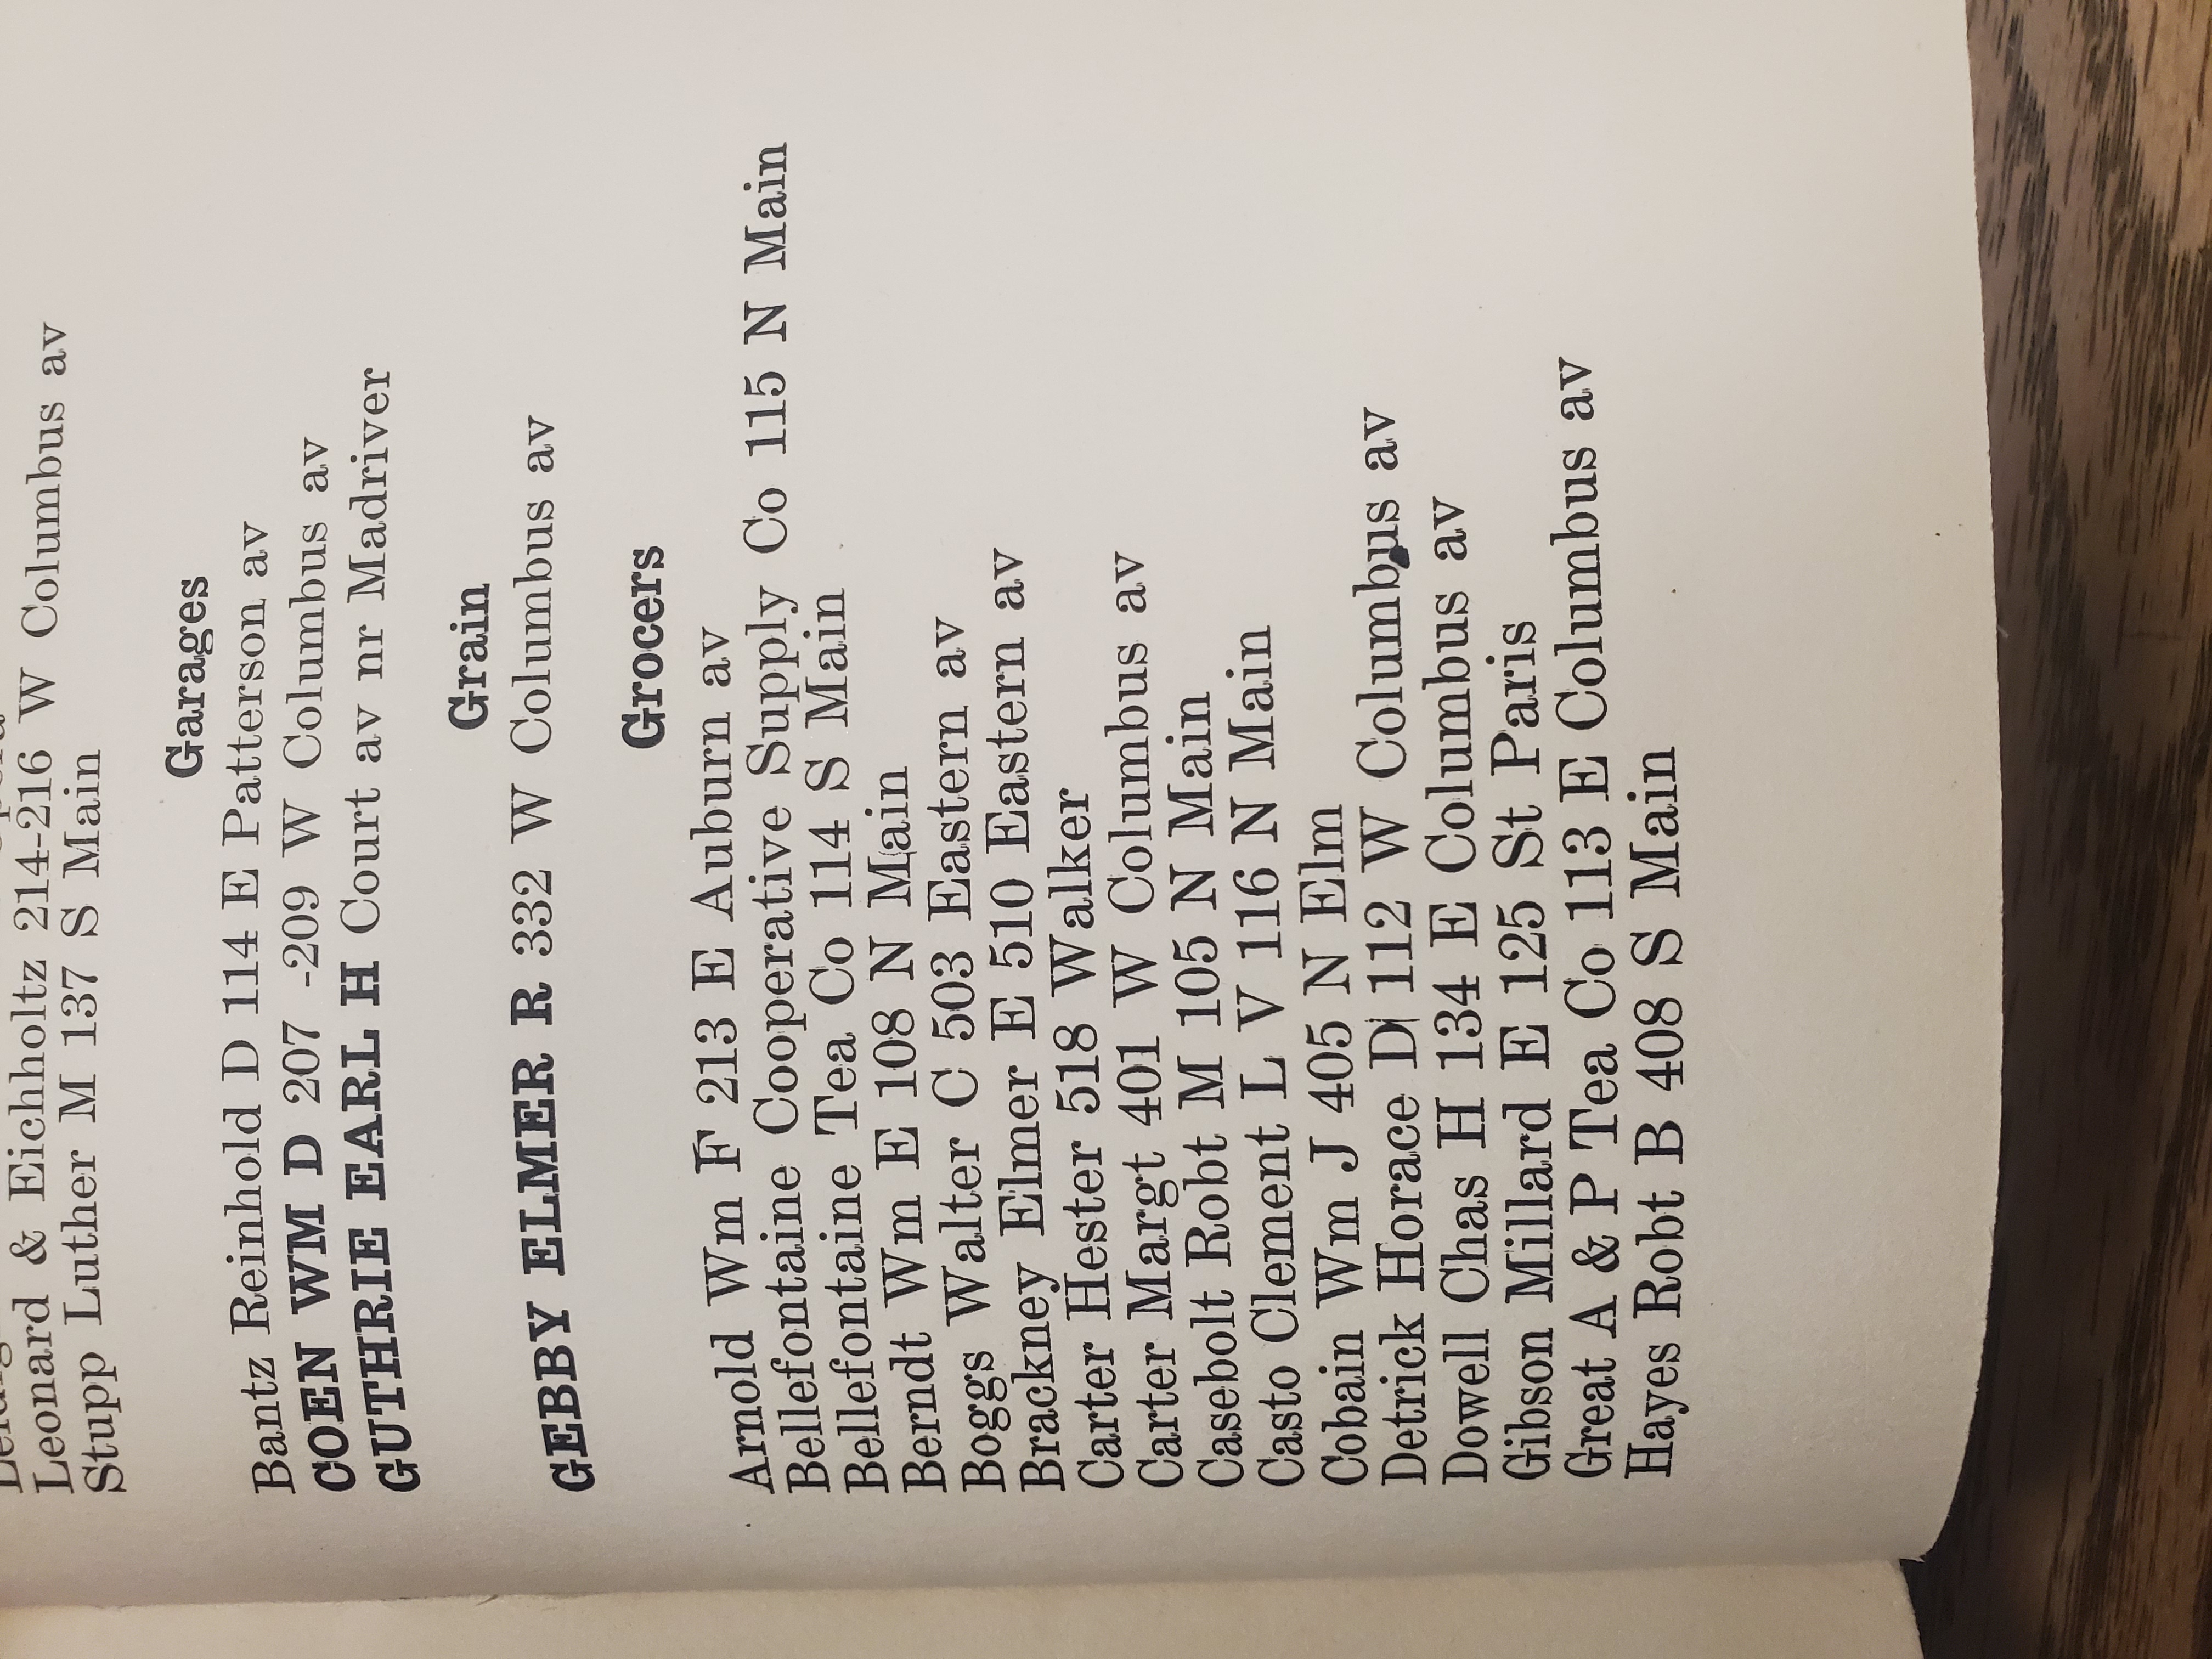 Leonard & Eichholtz 214-216 W Columbus av
Stupp Luther M 137 S Main
Garages
Bantz Reinhold D 114 E Patterson av
COEN WM D 207 -209 W Columbus av
GUTHRIE EARL H Court av nr Madriver
Grain
GEBBY ELMER R 332 W Columbus av
Grocers
Arnold Wm F 213 E Auburn av
Bellefontaine Cooperative Supply Co 115 N Main
Bellefontaine Tea Co 114 S Main
Berndt Wm E 108 N Main
Boggs Walter C 503 Eastern av
Brackney Elmer E 510 Eastern av
Carter Hester 518 Walker
Carter Margt 401 W Columbus av
Casebolt Robt M 105 N Main
Casto Clement L V 116 N Main
Cobain Wm J 405 N Elm
Detrick Horace D 112 W Columbus av
Dowell Chas H 134 E Columbus av
Gibson Millard E 125 St Paris
Great A & P Tea Co 113 E Columbus av
Hayes Robt B 408 S Main